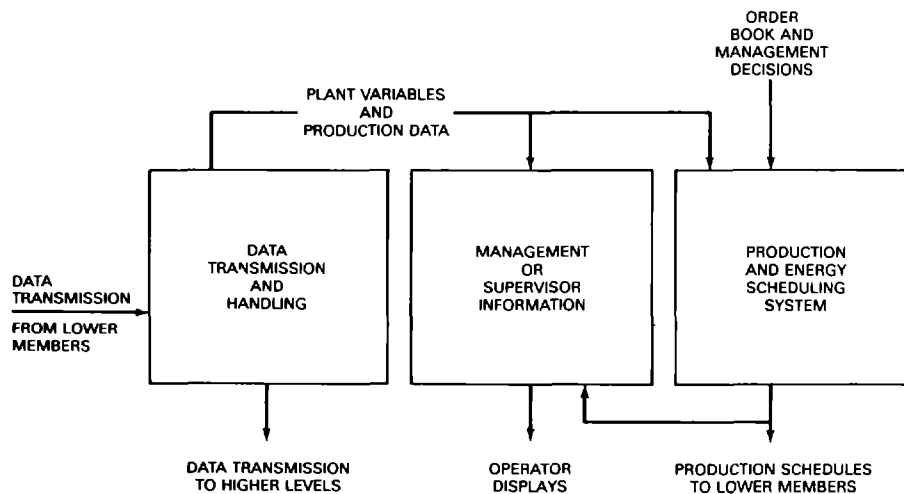 ORDER
BOOK AND
MANAGEMENT
DECISIONS
PLANT VARIABLES
AND
PRODUCTION DATA
DATA
TRANSMISSION
FROM LOWER
MEMBERS
DATA
TRANSMISSION
AND
HANDLING
MANAGEMENT
OR
SUPERVISOR
INFORMATION
PRODUCTION
AND ENERGY
SCHEDULING
SYSTEM
DATA TRANSMISSION
TO HIGHER LEVELS
OPERATOR
DISPLAYS
PRODUCTION SCHEDULES
TO LOWER MEMBERS